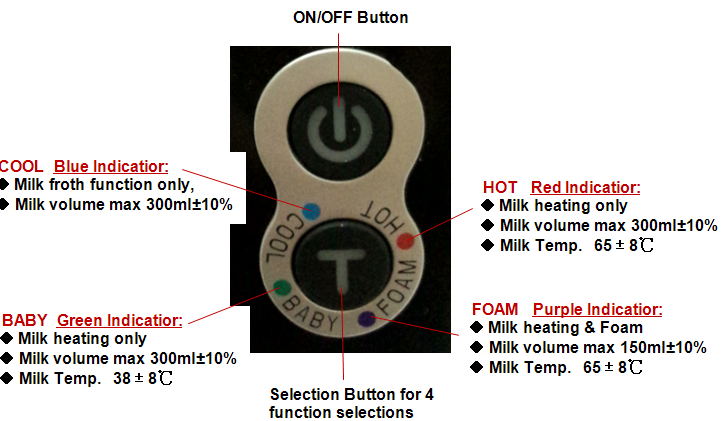 ON/OFF Button
COOL Blue Indicatior:
◆ Milk froth function only,
◆ Milk volume max 300ml±10%
HOT Red Indicatior:
◆ Milk heating only
◆ Milk volume max 300ml±10%
◆ Milk Temp. 65±8℃
COOL
HOT
T
BABY
FOAM
BABY Green Indicatior:
◆ Milk heating only
◆ Milk volume max 300ml±10%
◆ Milk Temp. 38±8℃
FOAM Purple Indicatior:
◆ Milk heating & Foam
◆ Milk volume max 150ml±10%
◆ Milk Temp. 65±8℃
Selection Button for 4
function selections